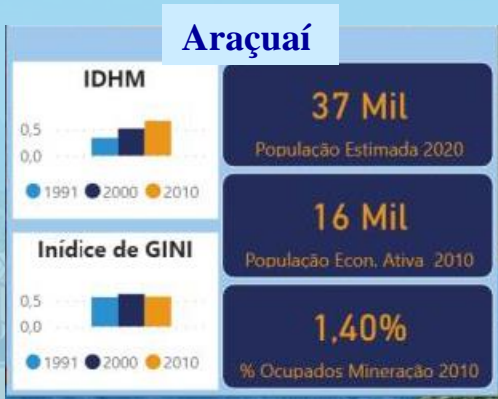 Araçuaí
IDHM
0,5
0,0
1991 2000 2010
Inídice de GINI
0,5
0,0
1991 2000 2010
37 Mil
População Estimada 2020
16 Mil
População Econ. Ativa 2010
1,40%
% Ocupados Mineração 2010